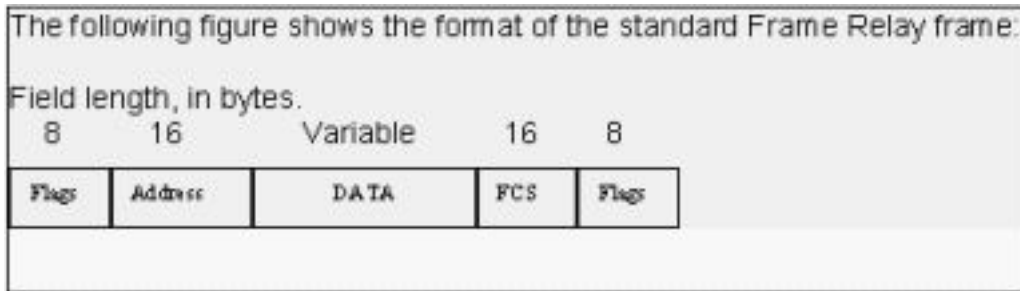 The following figure shows the format of the standard Frame Relay frame:
Field length, in bytes.
8 16 Variable 16 8
Flags Address DATA FCS Flags